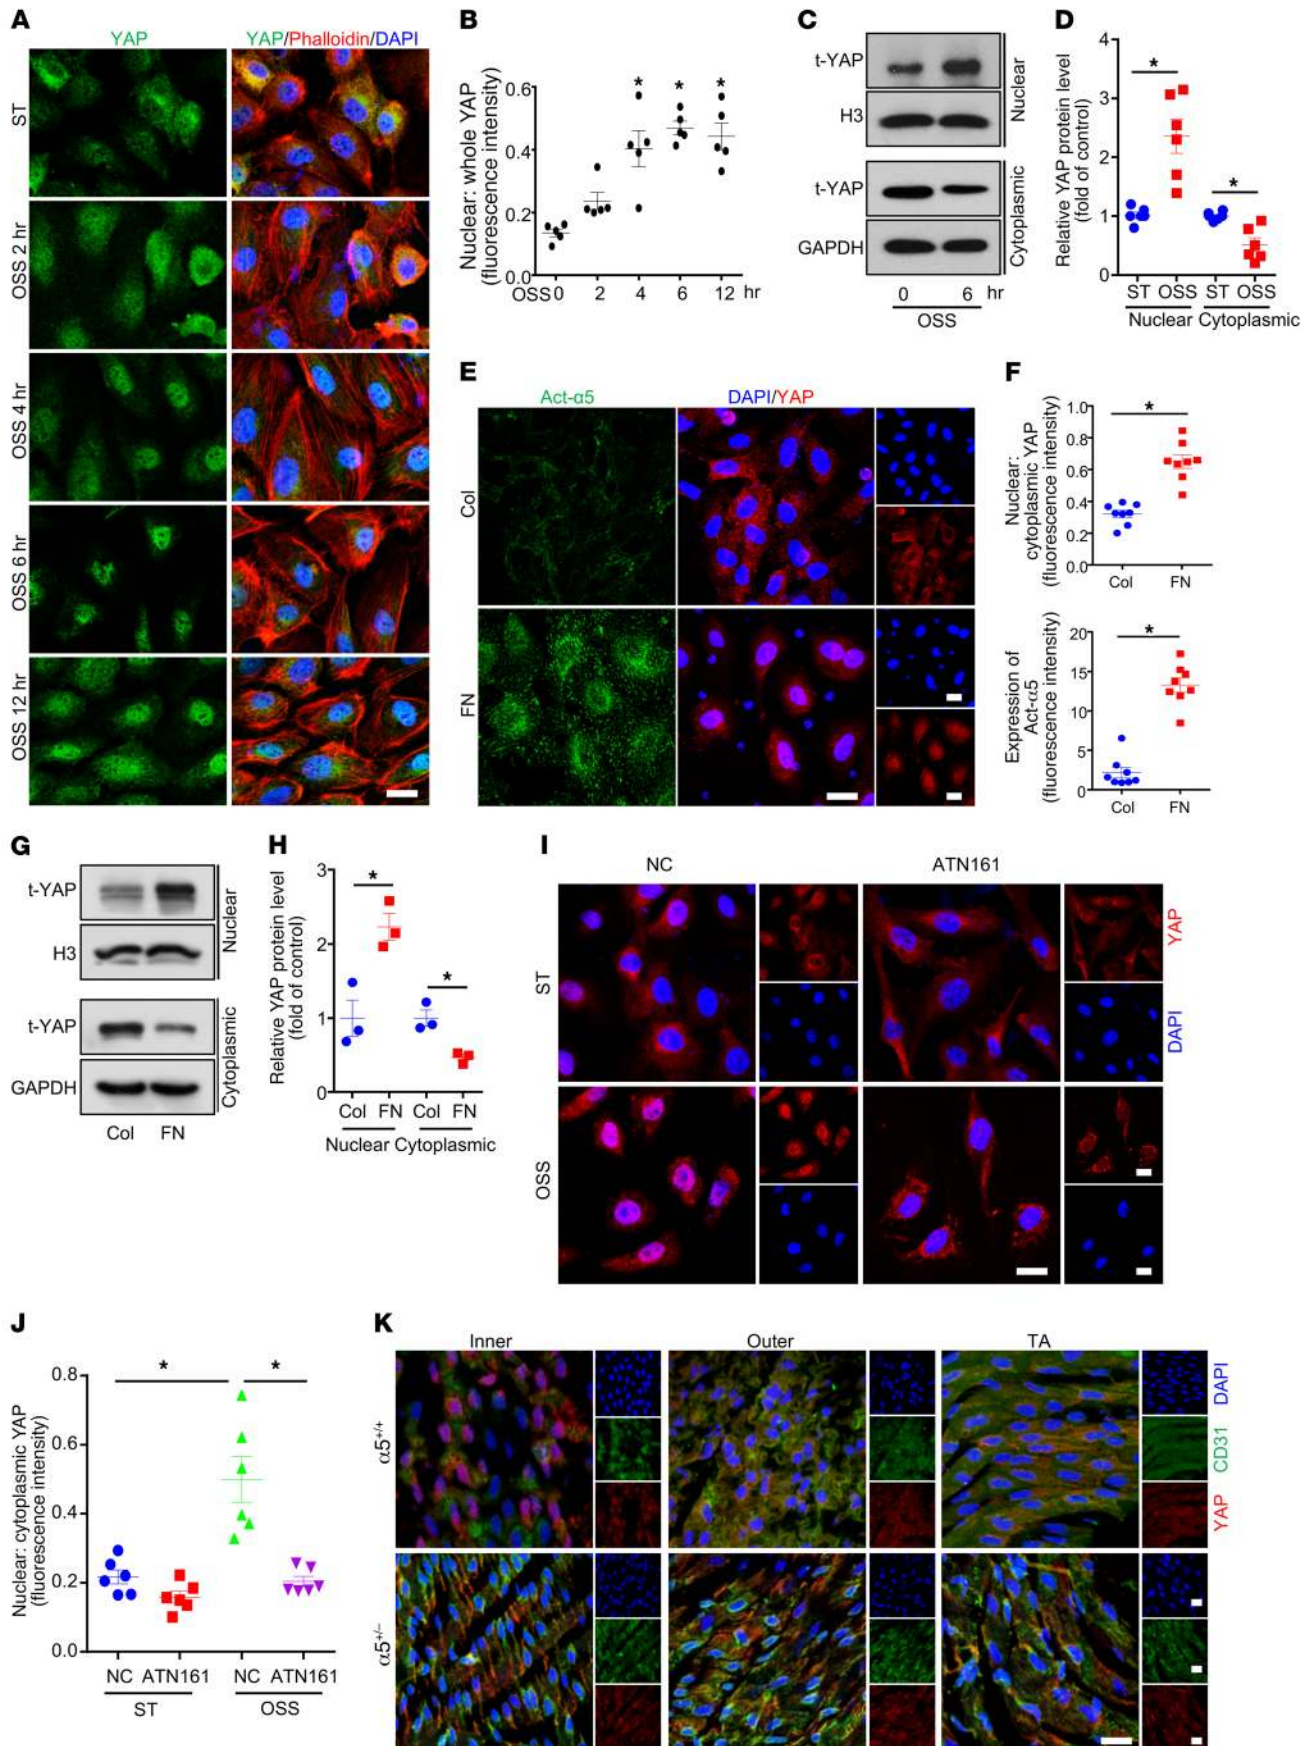 A
YAP
YAP/Phalloidin/DAPI
ST
OSS 2 hr
OSS 4 hr
OSS 6 hr
OSS 12 hr
B
Nuclear: whole YAP
(fluorescence intensity)
0.6
0.4
0.2
0.0
* * *
OSS 0 2 4 6 12 hr
C
t-YAP
H3
Nuclear
t-YAP
GAPDH
Cytoplasmic
0 6 hr
OSS
D
Relative YAP protein level
(fold of control)
4
3
2
1
0
* *
ST OSS ST OSS
Nuclear Cytoplasmic
E
Act-α5
DAPI/YAP
Col
FN
F
Nuclear:
cytoplasmic YAP
(fluorescence intensity)
1.0
0.8
0.6
0.4
0.2
0.0
*
Col FN
Expression of
Act-α5
(fluorescence intensity)
20
15
10
5
0
*
Col FN
G
t-YAP
H3
Nuclear
t-YAP
GAPDH
Cytoplasmic
Col FN
H
Relative YAP protein level
(fold of control)
3
2
1
0
* *
Col FN Col FN
Nuclear Cytoplasmic
I
NC
ATN161
ST
OSS
YAP
DAPI
J
Nuclear: cytoplasmic YAP
(fluorescence intensity)
0.8
0.6
0.4
0.2
0.0
* *
NC ATN161 NC ATN161
ST OSS
K
Inner
Outer
TA
α5+/+
α5+/−
DAPI
CD31
YAP